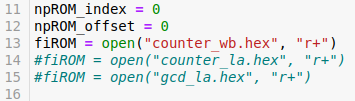 11 npROM_index = 0
12 npROM_offset = 0
13 fiROM = open("counter_wb.hex", "r+")
14 #fiROM = open("counter_la.hex", "r+")
15 #fiROM = open("gcd_la.hex", "r+")
16